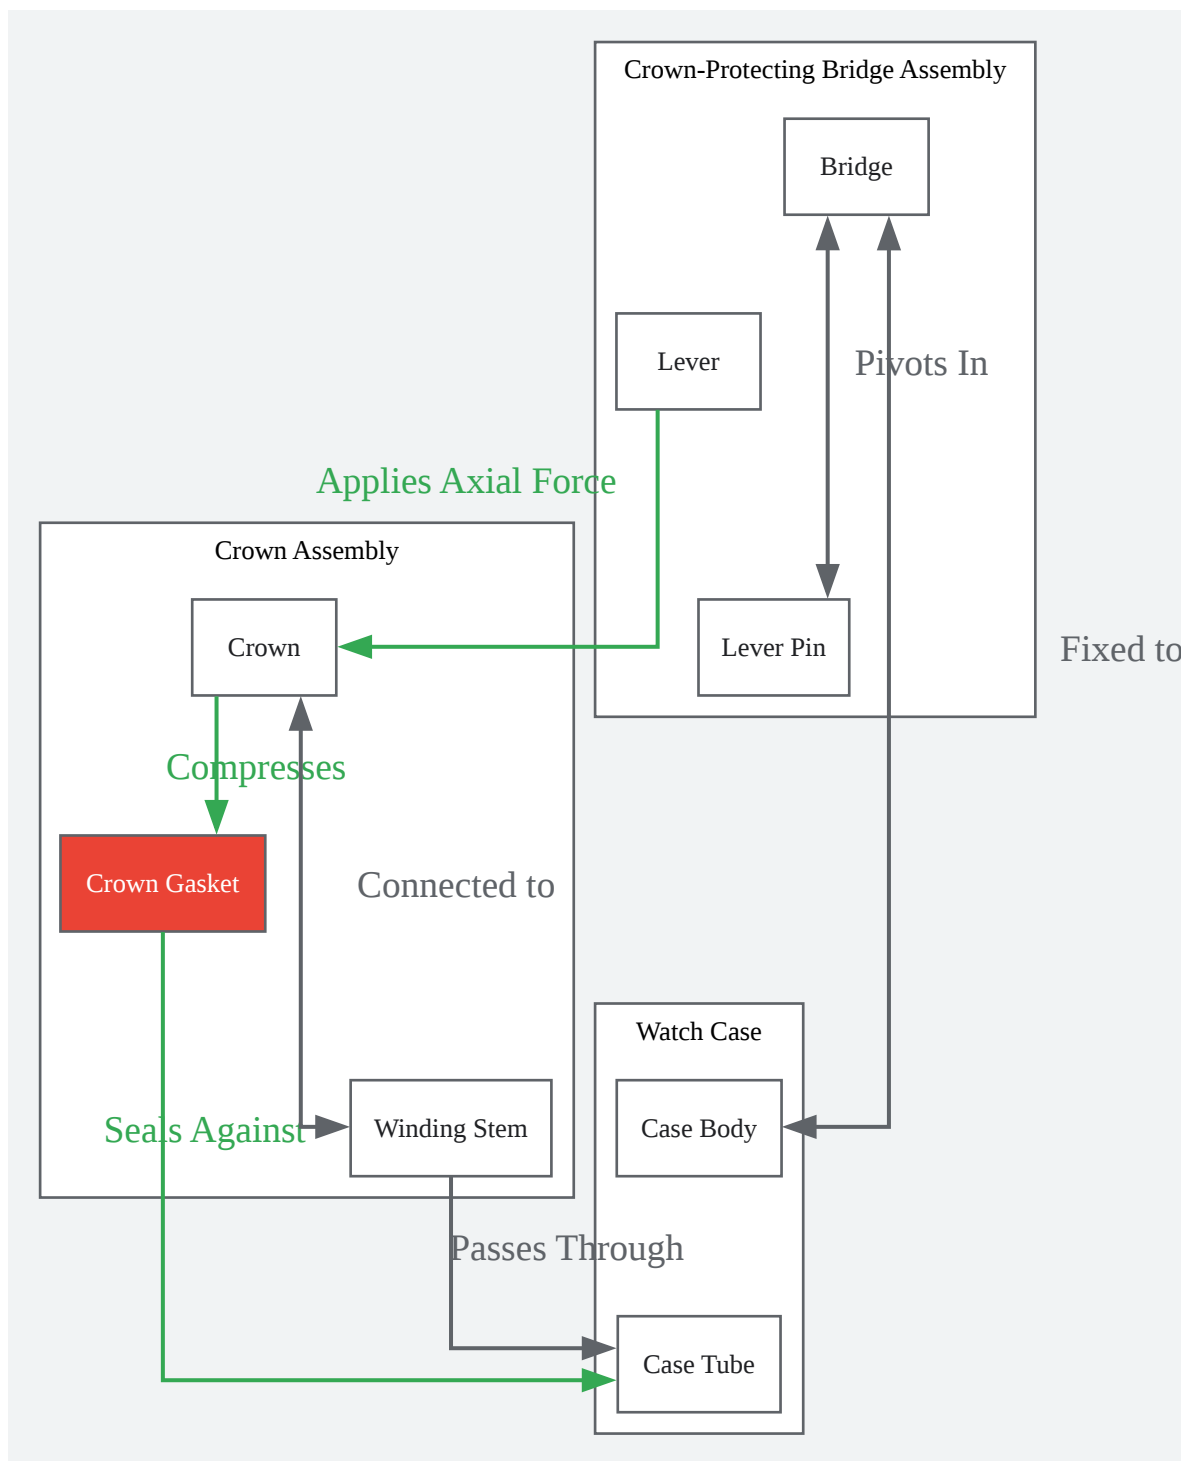 Crown-Protecting Bridge Assembly
Bridge
Lever
Pivots In
Applies Axial Force
Crown Assembly
Crown
Lever Pin
Fixed to
Compresses
Crown Gasket
Connected to
Watch Case
Seals Against
Winding Stem
Case Body
Passes Through
Case Tube